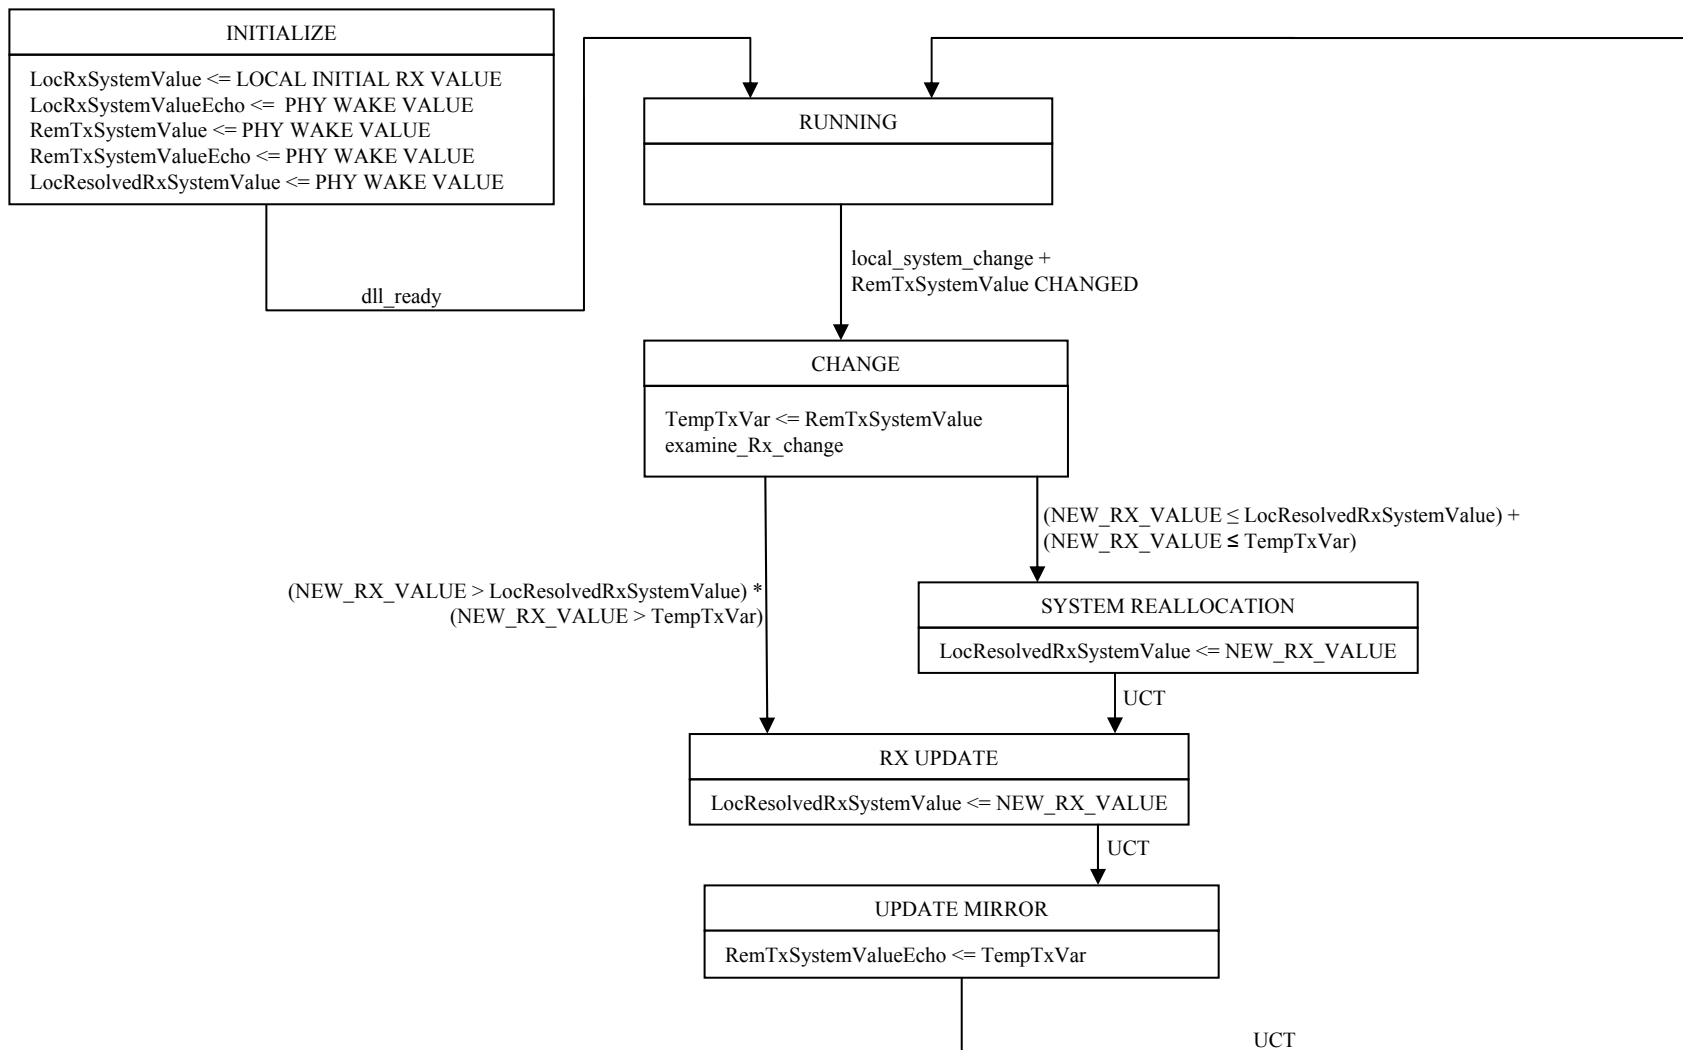 INITIALIZE
LocRxSystemValue <= LOCAL INITIAL RX VALUE
LocRxSystemValueEcho <= PHY WAKE VALUE
RemTxSystemValue <= PHY WAKE VALUE
RemTxSystemValueEcho <= PHY WAKE VALUE
LocResolvedRxSystemValue <= PHY WAKE VALUE
dll_ready
RUNNING
local_system_change +
RemTxSystemValue CHANGED
CHANGE
TempTxVar <= RemTxSystemValue
examine_Rx_change
(NEW_RX_VALUE ≤ LocResolvedRxSystemValue) +
(NEW_RX_VALUE ≤ TempTxVar)
(NEW_RX_VALUE > LocResolvedRxSystemValue) *
(NEW_RX_VALUE > TempTxVar)
SYSTEM REALLOCATION
LocResolvedRxSystemValue <= NEW_RX_VALUE
UCT
RX UPDATE
LocResolvedRxSystemValue <= NEW_RX_VALUE
UCT
UPDATE MIRROR
RemTxSystemValueEcho <= TempTxVar
UCT